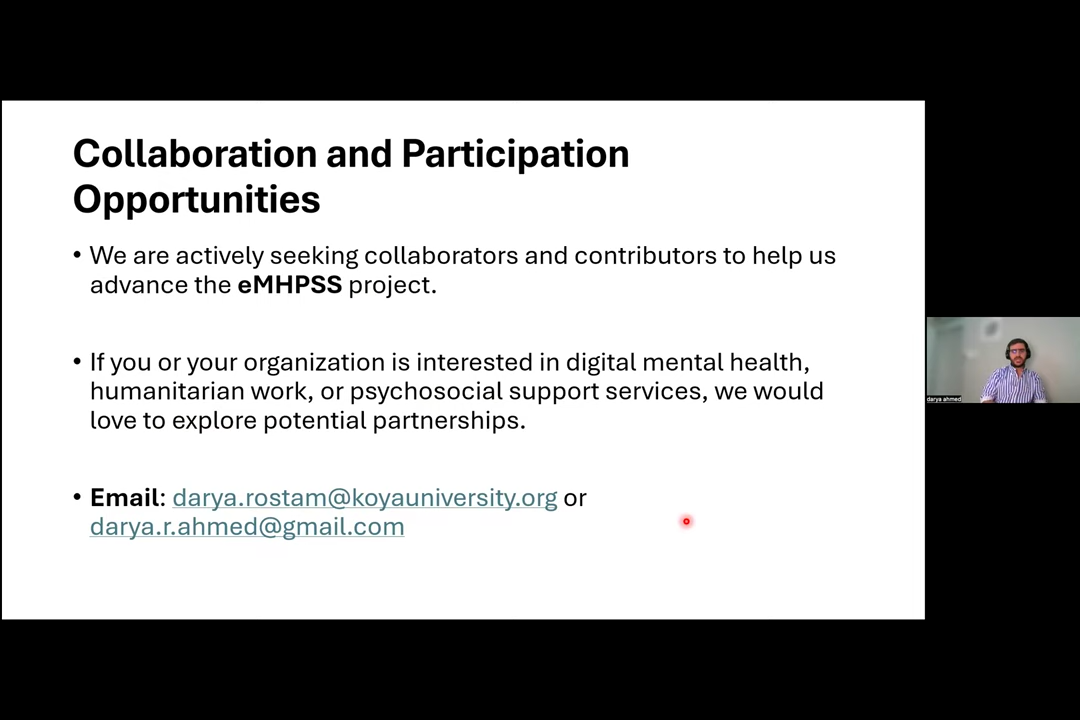 Collaboration and Participation
Opportunities
• We are actively seeking collaborators and contributors to help us
advance the eMHPSS project.
• If you or your organization is interested in digital mental health,
humanitarian work, or psychosocial support services, we would
love to explore potential partnerships.
• Email: darya.rostam@koyauniversity.org or
darya.r.ahmed@gmail.com
darya ahmed